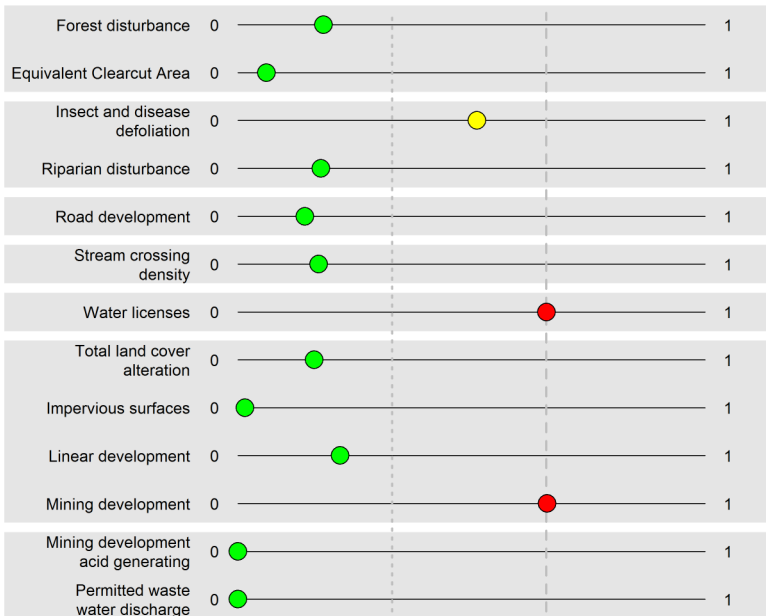 Forest disturbance 0 1
Equivalent Clearcut Area 0 1
Insect and disease
defoliation 0 1
Riparian disturbance 0 1
Road development 0 1
Stream crossing
density 0 1
Water licenses 0 1
Total land cover
alteration 0 1
Impervious surfaces 0 1
Linear development 0 1
Mining development 0 1
Mining development
acid generating 0 1
Permitted waste
water discharge 0 1